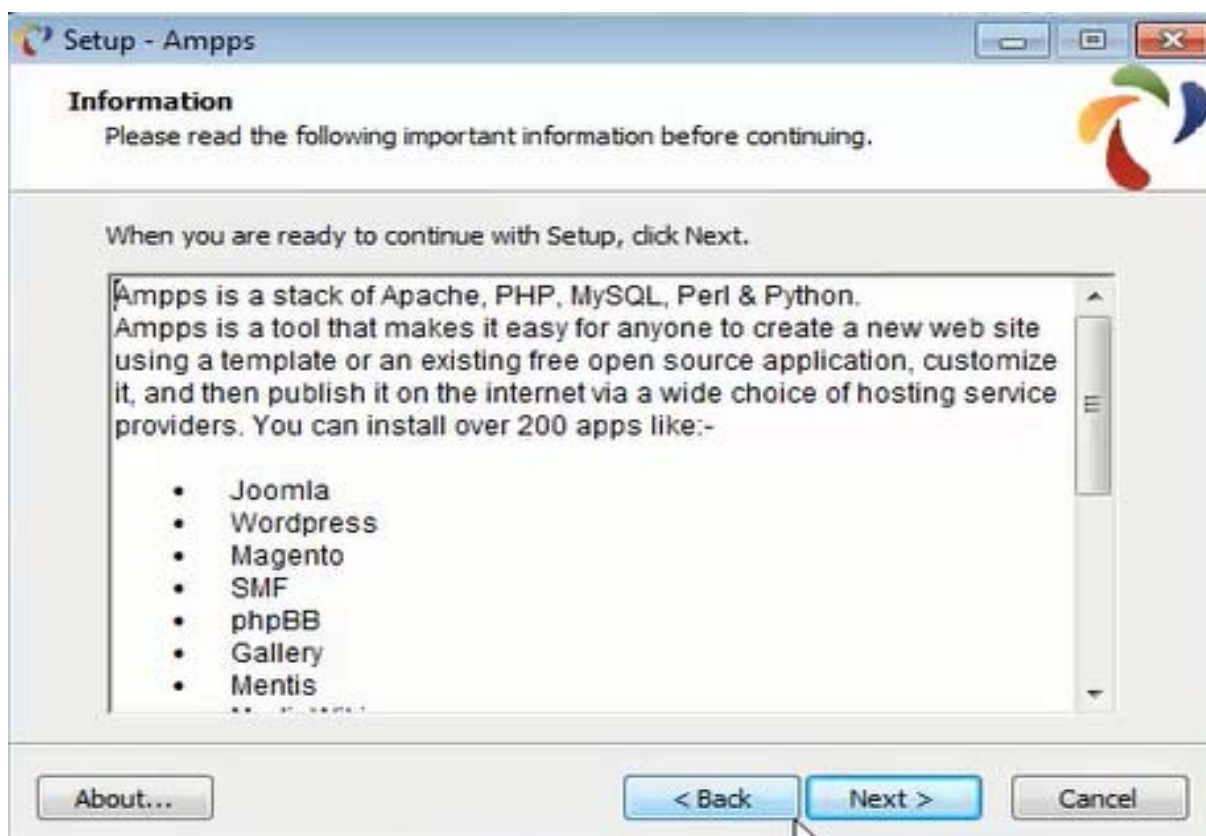 Setup - Ampps
Information
Please read the following important information before continuing.
When you are ready to continue with Setup, click Next.
Ampps is a stack of Apache, PHP, MySQL, Perl & Python.
Ampps is a tool that makes it easy for anyone to create a new web site
using a template or an existing free open source application, customize
it, and then publish it on the internet via a wide choice of hosting service
providers. You can install over 200 apps like:-
• Joomla
• Wordpress
• Magento
• SMF
• phpBB
• Gallery
• Mentis
About...
< Back
Next >
Cancel